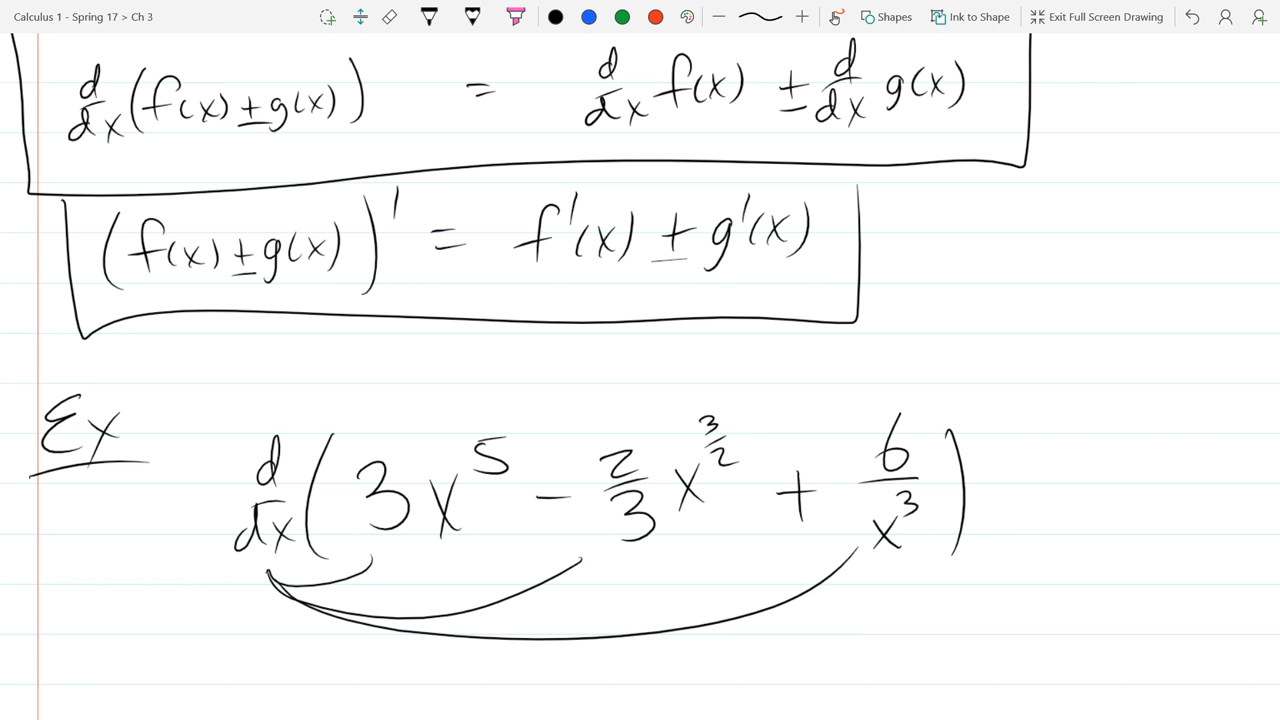 Calculus 1 - Spring 17 > Ch 3
Shapes Ink to Shape Exit Full Screen Drawing
d/dx (f(x) ± g(x)) = d/dx f(x) ± d/dx g(x)
(f(x) ± g(x))' = f'(x) ± g'(x)
Ex d/dx (3x^5 - 2/3 x^(3/2) + 6/x^3)